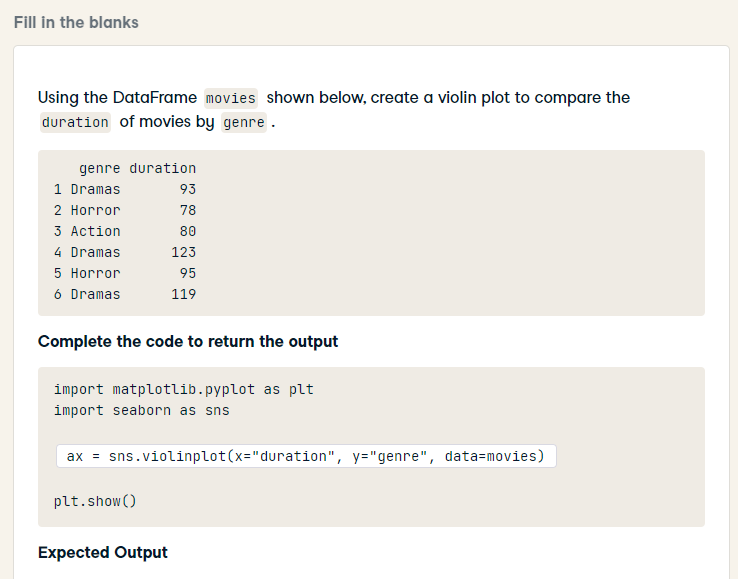 Fill in the blanks
Using the DataFrame movies shown below, create a violin plot to compare the
duration of movies by genre .
genre duration
1 Dramas 93
2 Horror 78
3 Action 80
4 Dramas 123
5 Horror 95
6 Dramas 119
Complete the code to return the output
import matplotlib.pyplot as plt
import seaborn as sns
ax = sns.violinplot(x="duration", y="genre", data=movies)
plt.show()
Expected Output